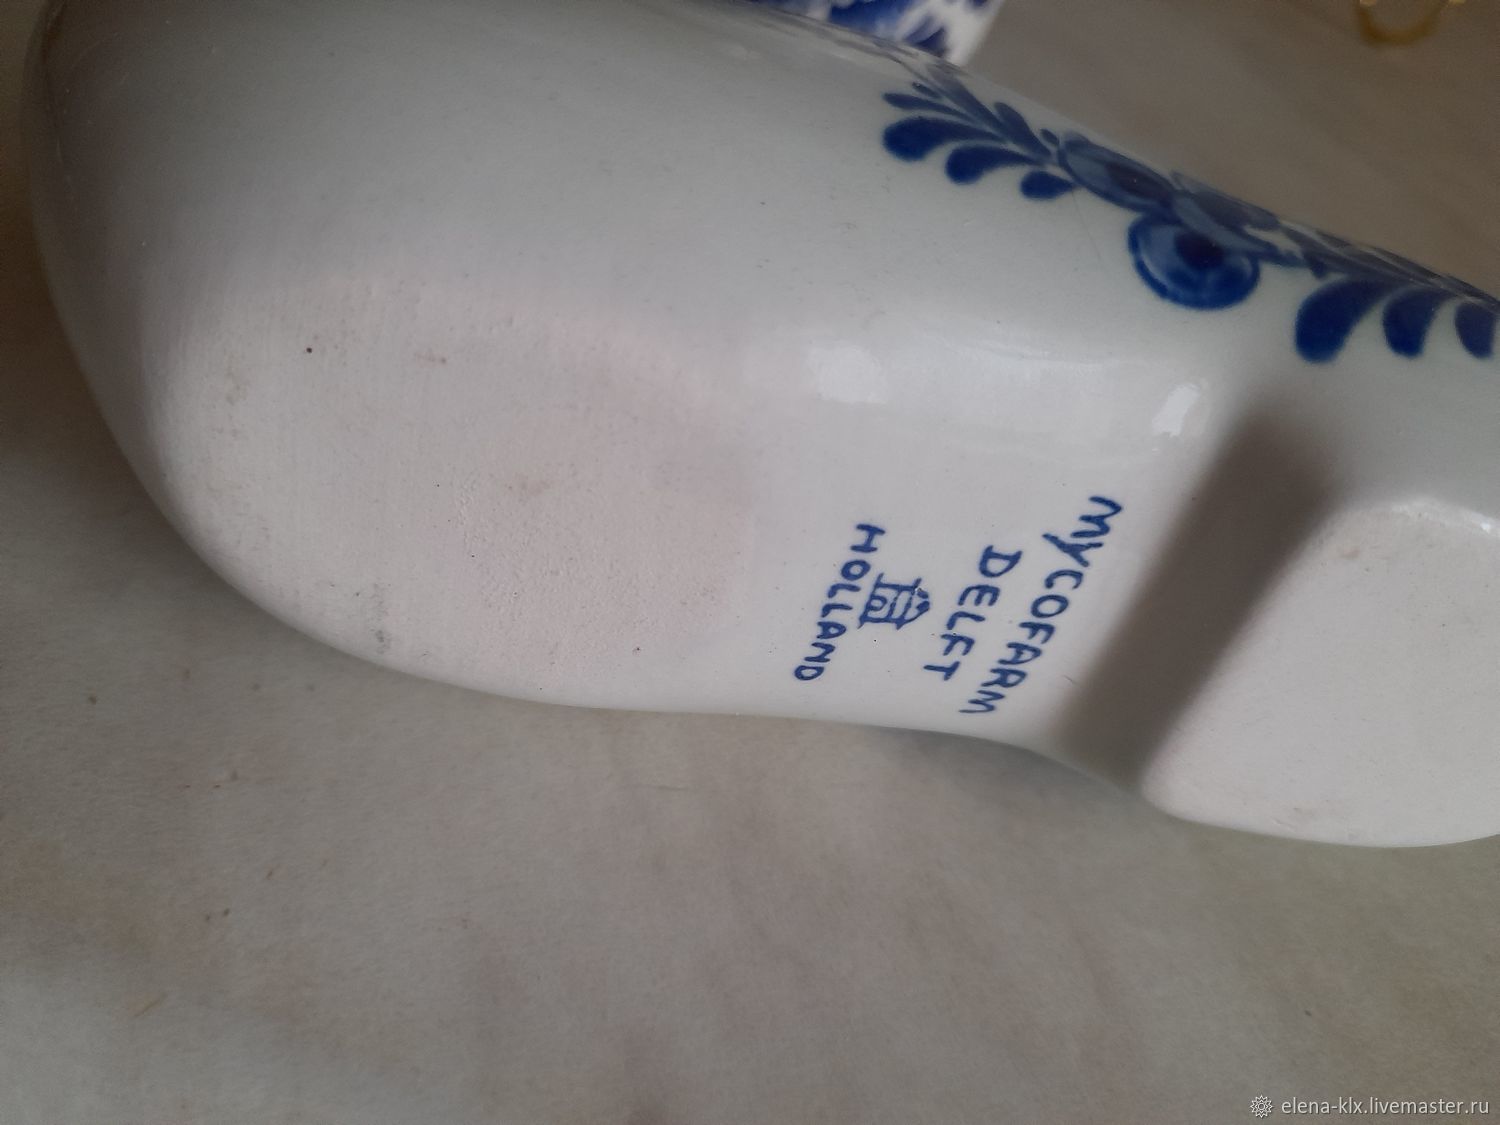 MYCOFARM
DELFT
HOLLAND
elena-klx.livemaster.ru